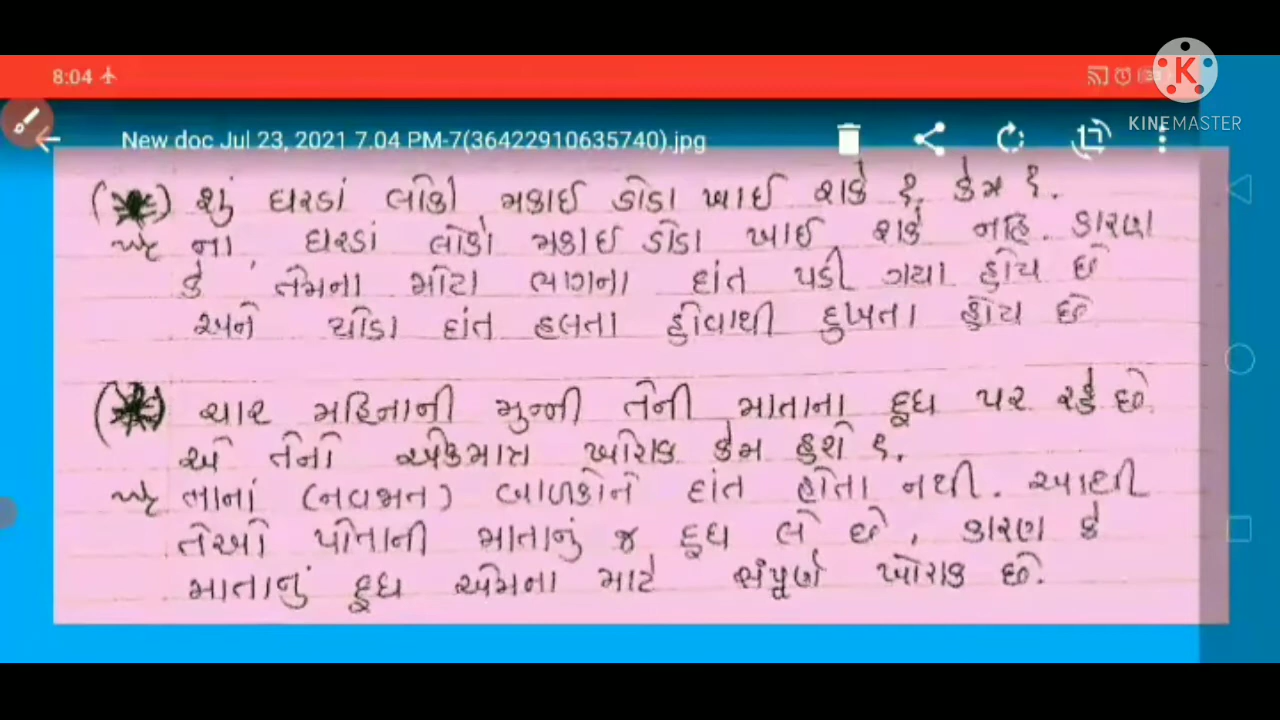 8:04
KINEMASTER
New doc Jul 23, 2021 7.04 PM-7(36422910635740).jpg
(*) શું ઘરડાં લોકો મકાઈ ડોડા ખાઈ શકે ? કેમ ?.
ના, ઘરડાં લોકો મકાઈ ડોડા ખાઈ શકે નહિ. કારણ
કે તેમના મોટા ભાગના દાંત પડી ગયા હોય છે
અને થોડા દાંત હલતા હોવાથી દુખતા હોય છે
(*) ચાર મહિનાની મુન્ની તેની માતાના દૂધ પર રહે છે.
એ તેનો એકમાત્ર ખોરાક કેમ હશે ?.
નાનાં (નવજાત) બાળકોને દાંત હોતા નથી. આથી
તેઓ પોતાની માતાનું જ દૂધ લે છે, કારણ કે
માતાનું દૂધ એમના માટે સંપૂર્ણ ખોરાક છે.